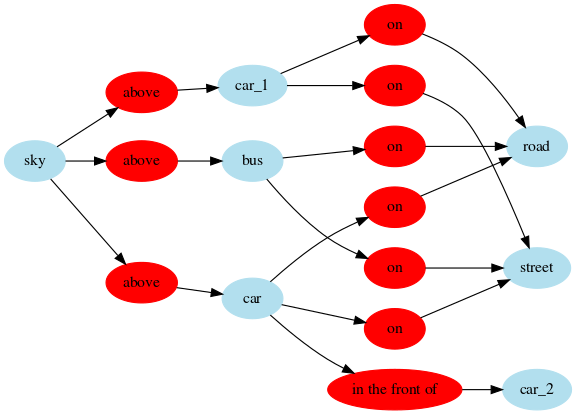 on
above
car_1
on
on
road
sky
above
bus
on
on
street
above
car
on
in the front of
car_2